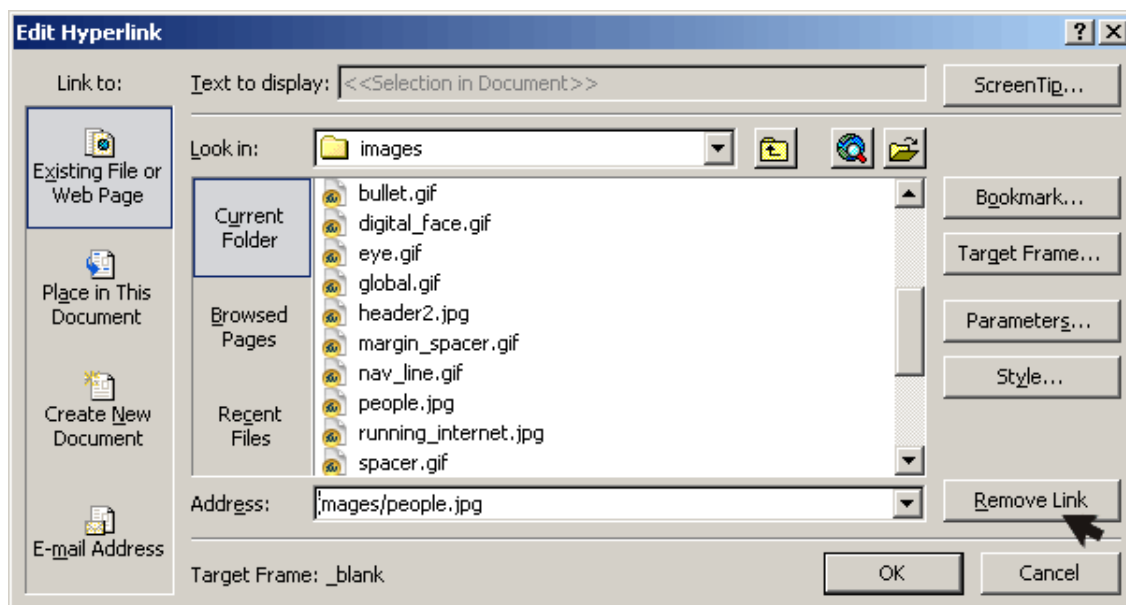 Edit Hyperlink
Link to:
Text to display: <<Selection in Document>>
ScreenTip...
Existing File or
Web Page
Place in This
Document
Create New
Document
E-mail Address
Look in: images
Current
Folder
Browsed
Pages
Recent
Files
bullet.gif
digital_face.gif
eye.gif
global.gif
header2.jpg
margin_spacer.gif
nav_line.gif
people.jpg
running_internet.jpg
spacer.gif
Bookmark...
Target Frame...
Parameters...
Style...
Address: images/people.jpg
Remove Link
Target Frame: _blank
OK
Cancel